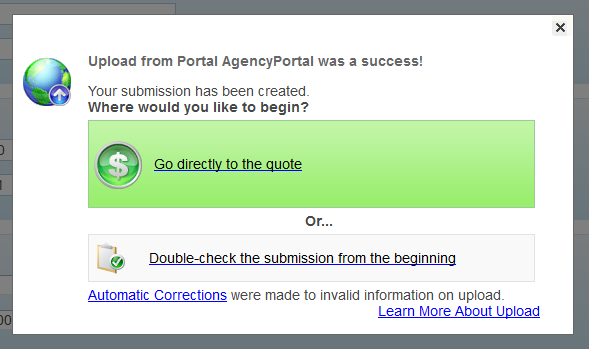 Upload from Portal AgencyPortal was a success!
Your submission has been created.
Where would you like to begin?
$
Go directly to the quote
Or...
Double-check the submission from the beginning
Automatic Corrections were made to invalid information on upload.
Learn More About Upload